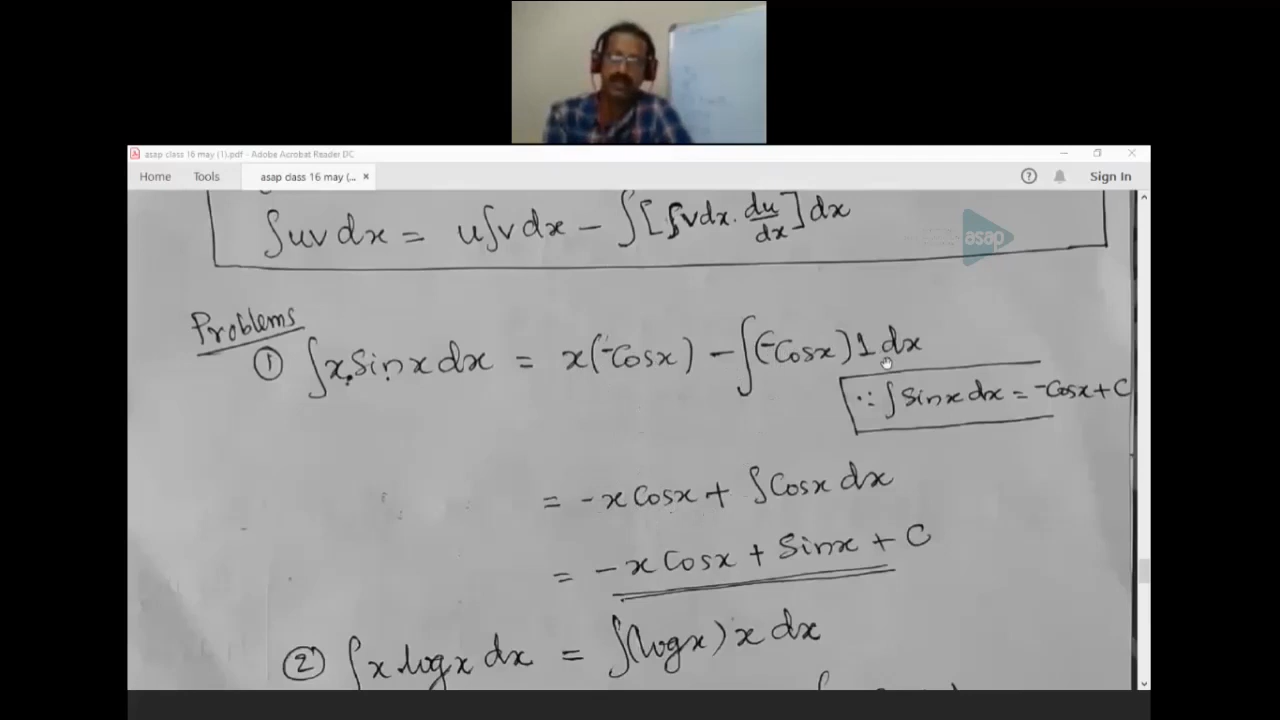 asap class 16 may (1).pdf - Adobe Acrobat Reader DC
Home Tools asap class 16 may (... × Sign In
∫uv dx = u∫v dx - ∫[∫v dx. du/dx] dx
asap
Problems
① ∫x Sin x dx = x(-Cosx) - ∫(-Cosx) 1 dx
∵ ∫Sinx dx = -Cosx + C
= -x Cosx + ∫Cosx dx
= -x Cosx + Sinx + C
② ∫x logx dx = ∫(logx) x dx